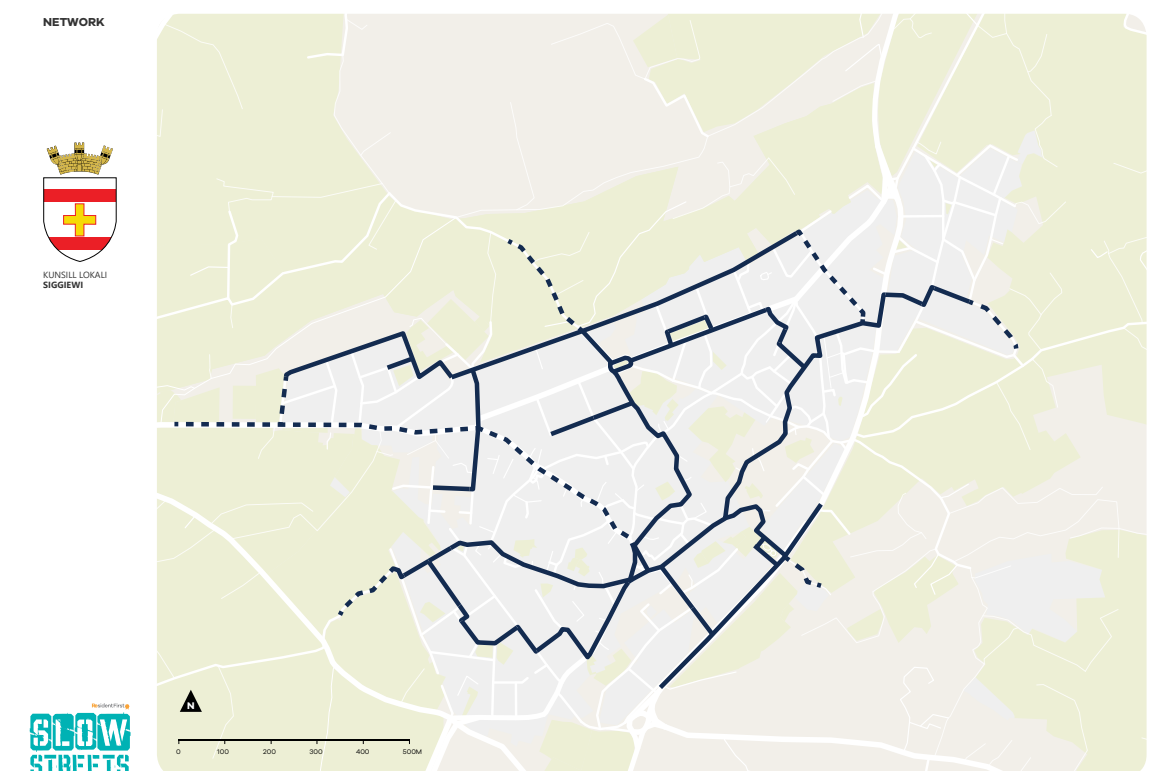 NETWORK
KUNSILL LOKALI
SIGGIEWI
ResidentFirst
SLOW
STREETS
N
0 100 200 300 400 500M